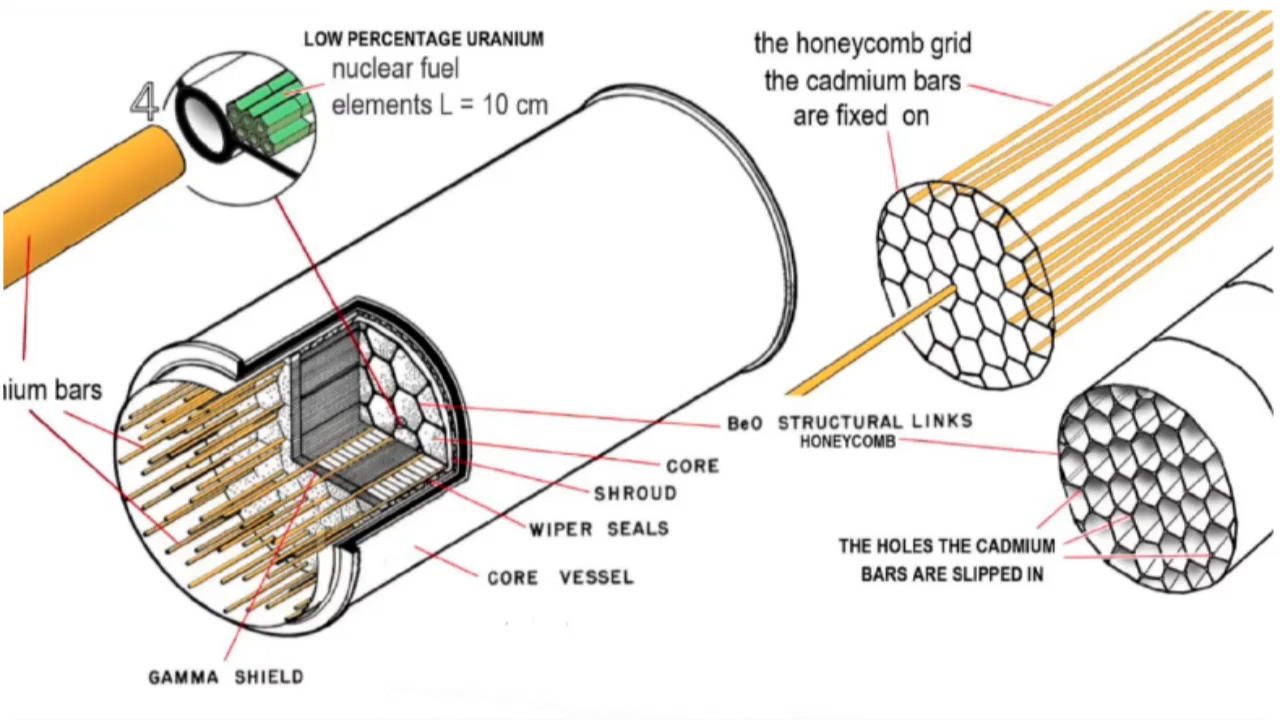 LOW PERCENTAGE URANIUM
nuclear fuel
elements L = 10 cm
4
the honeycomb grid
the cadmium bars
are fixed on
nium bars
BeO STRUCTURAL LINKS
HONEYCOMB
CORE
SHROUD
WIPER SEALS
CORE VESSEL
GAMMA SHIELD
THE HOLES THE CADMIUM
BARS ARE SLIPPED IN